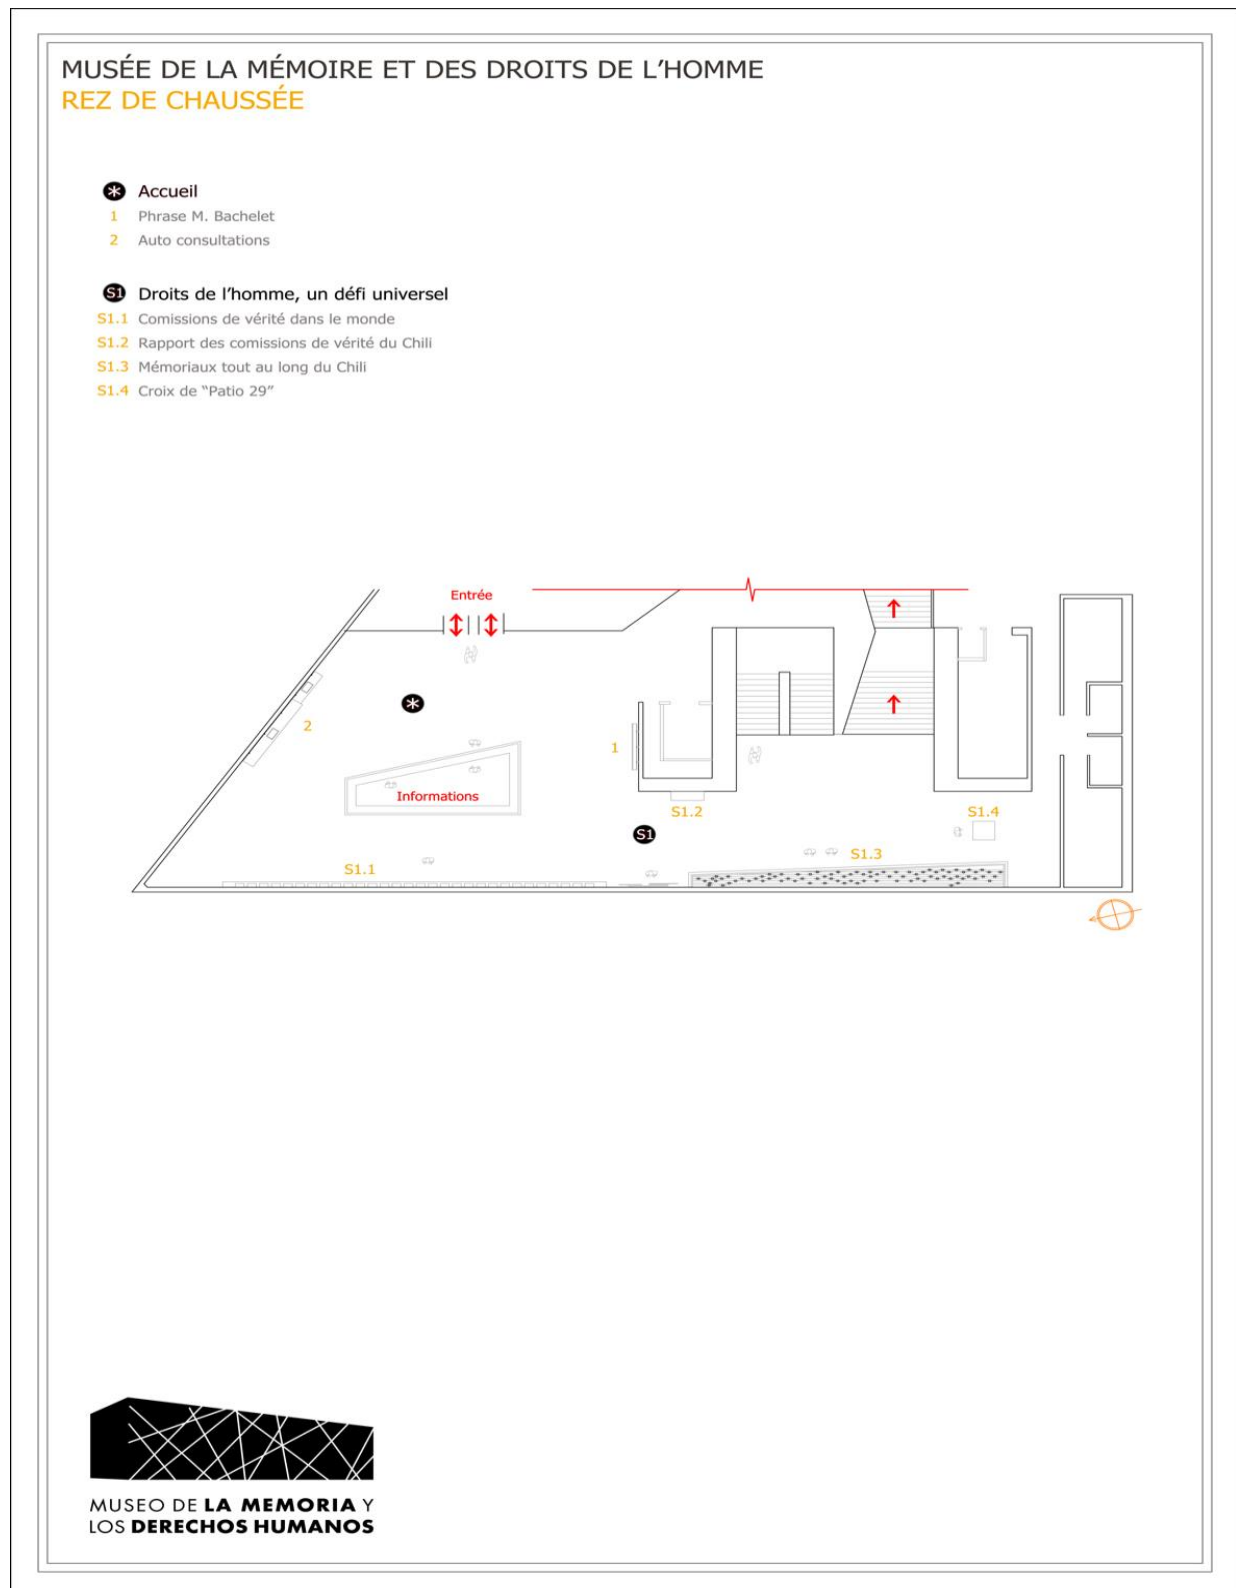 MUSÉE DE LA MÉMOIRE ET DES DROITS DE L'HOMME
REZ DE CHAUSSÉE
* Accueil
1 Phrase M. Bachelet
2 Auto consultations
S1 Droits de l'homme, un défi universel
S1.1 Comissions de vérité dans le monde
S1.2 Rapport des comissions de vérité du Chili
S1.3 Mémoriaux tout au long du Chili
S1.4 Croix de "Patio 29"
Entrée
*
2
1
Informations
S1.2
S1.4
S1
S1.3
S1.1
MUSEO DE LA MEMORIA Y
LOS DERECHOS HUMANOS